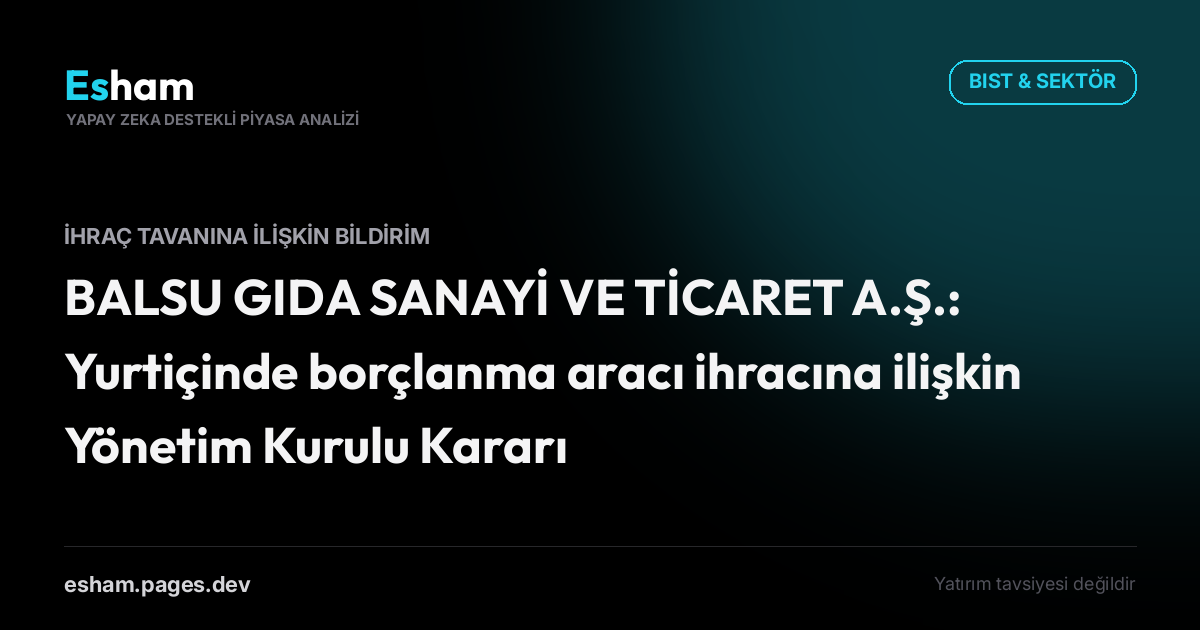 Esham
YAPAY ZEKA DESTEKLİ PİYASA ANALİZİ
BIST & SEKTÖR
İHRAÇ TAVANINA İLİŞKİN BİLDİRİM
BALSU GIDA SANAYİ VE TİCARET A.Ş.:
Yurtiçinde borçlanma aracı ihracına ilişkin
Yönetim Kurulu Kararı
esham.pages.dev
Yatırım tavsiyesi değildir